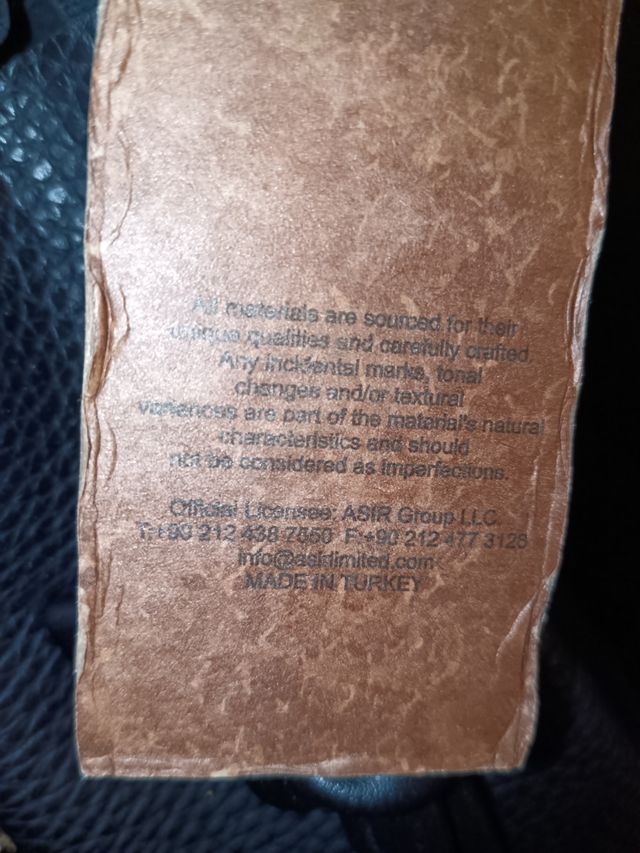 All materials are sourced for their
unique qualities and carefully crafted.
Any incidental marks, tonal
changes and/or textural
variences are part of the material's natural
characteristics and should
not be considered as imperfections.
Official Licensee: ASIR Group LLC.
T:+90 212 438 7550 F:+90 212 477 3125
info@asirlimited.com
MADE IN TURKEY